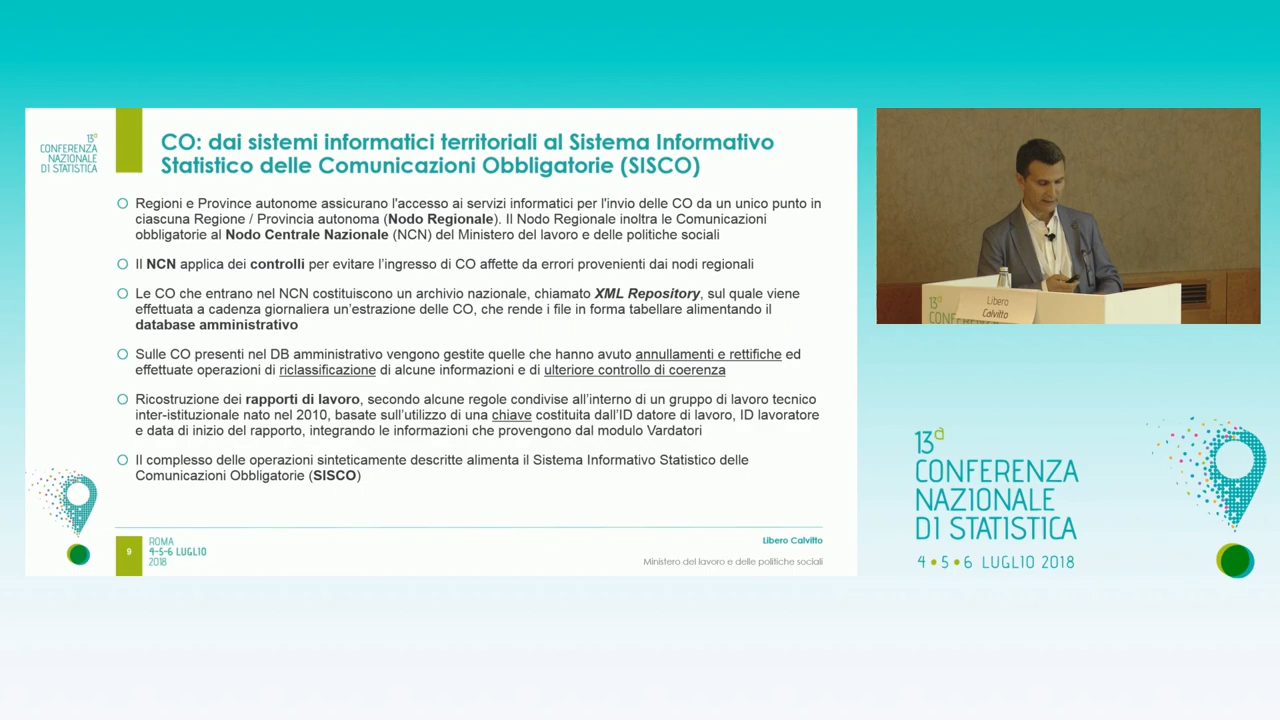 13ª
CONFERENZA
NAZIONALE
DI STATISTICA
CO: dai sistemi informatici territoriali al Sistema Informativo
Statistico delle Comunicazioni Obbligatorie (SISCO)
Regioni e Province autonome assicurano l'accesso ai servizi informatici per l'invio delle CO da un unico punto in
ciascuna Regione / Provincia autonoma (Nodo Regionale). Il Nodo Regionale inoltra le Comunicazioni
obbligatorie al Nodo Centrale Nazionale (NCN) del Ministero del lavoro e delle politiche sociali
Il NCN applica dei controlli per evitare l'ingresso di CO affette da errori provenienti dai nodi regionali
Le CO che entrano nel NCN costituiscono un archivio nazionale, chiamato XML Repository, sul quale viene
effettuata a cadenza giornaliera un'estrazione delle CO, che rende i file in forma tabellare alimentando il
database amministrativo
Sulle CO presenti nel DB amministrativo vengono gestite quelle che hanno avuto annullamenti e rettifiche ed
effettuate operazioni di riclassificazione di alcune informazioni e di ulteriore controllo di coerenza
Ricostruzione dei rapporti di lavoro, secondo alcune regole condivise all'interno di un gruppo di lavoro tecnico
inter-istituzionale nato nel 2010, basate sull'utilizzo di una chiave costituita dall'ID datore di lavoro, ID lavoratore
e data di inizio del rapporto, integrando le informazioni che provengono dal modulo Vardatori
Il complesso delle operazioni sinteticamente descritte alimenta il Sistema Informativo Statistico delle
Comunicazioni Obbligatorie (SISCO)
9
ROMA
4-5-6 LUGLIO
2018
Libero Calvitto
Ministero del lavoro e delle politiche sociali
13ª
CONFERENZA
Libero
Calvitto
13ª
CONFERENZA
NAZIONALE
DI STATISTICA
4 • 5 • 6 LUGLIO 2018